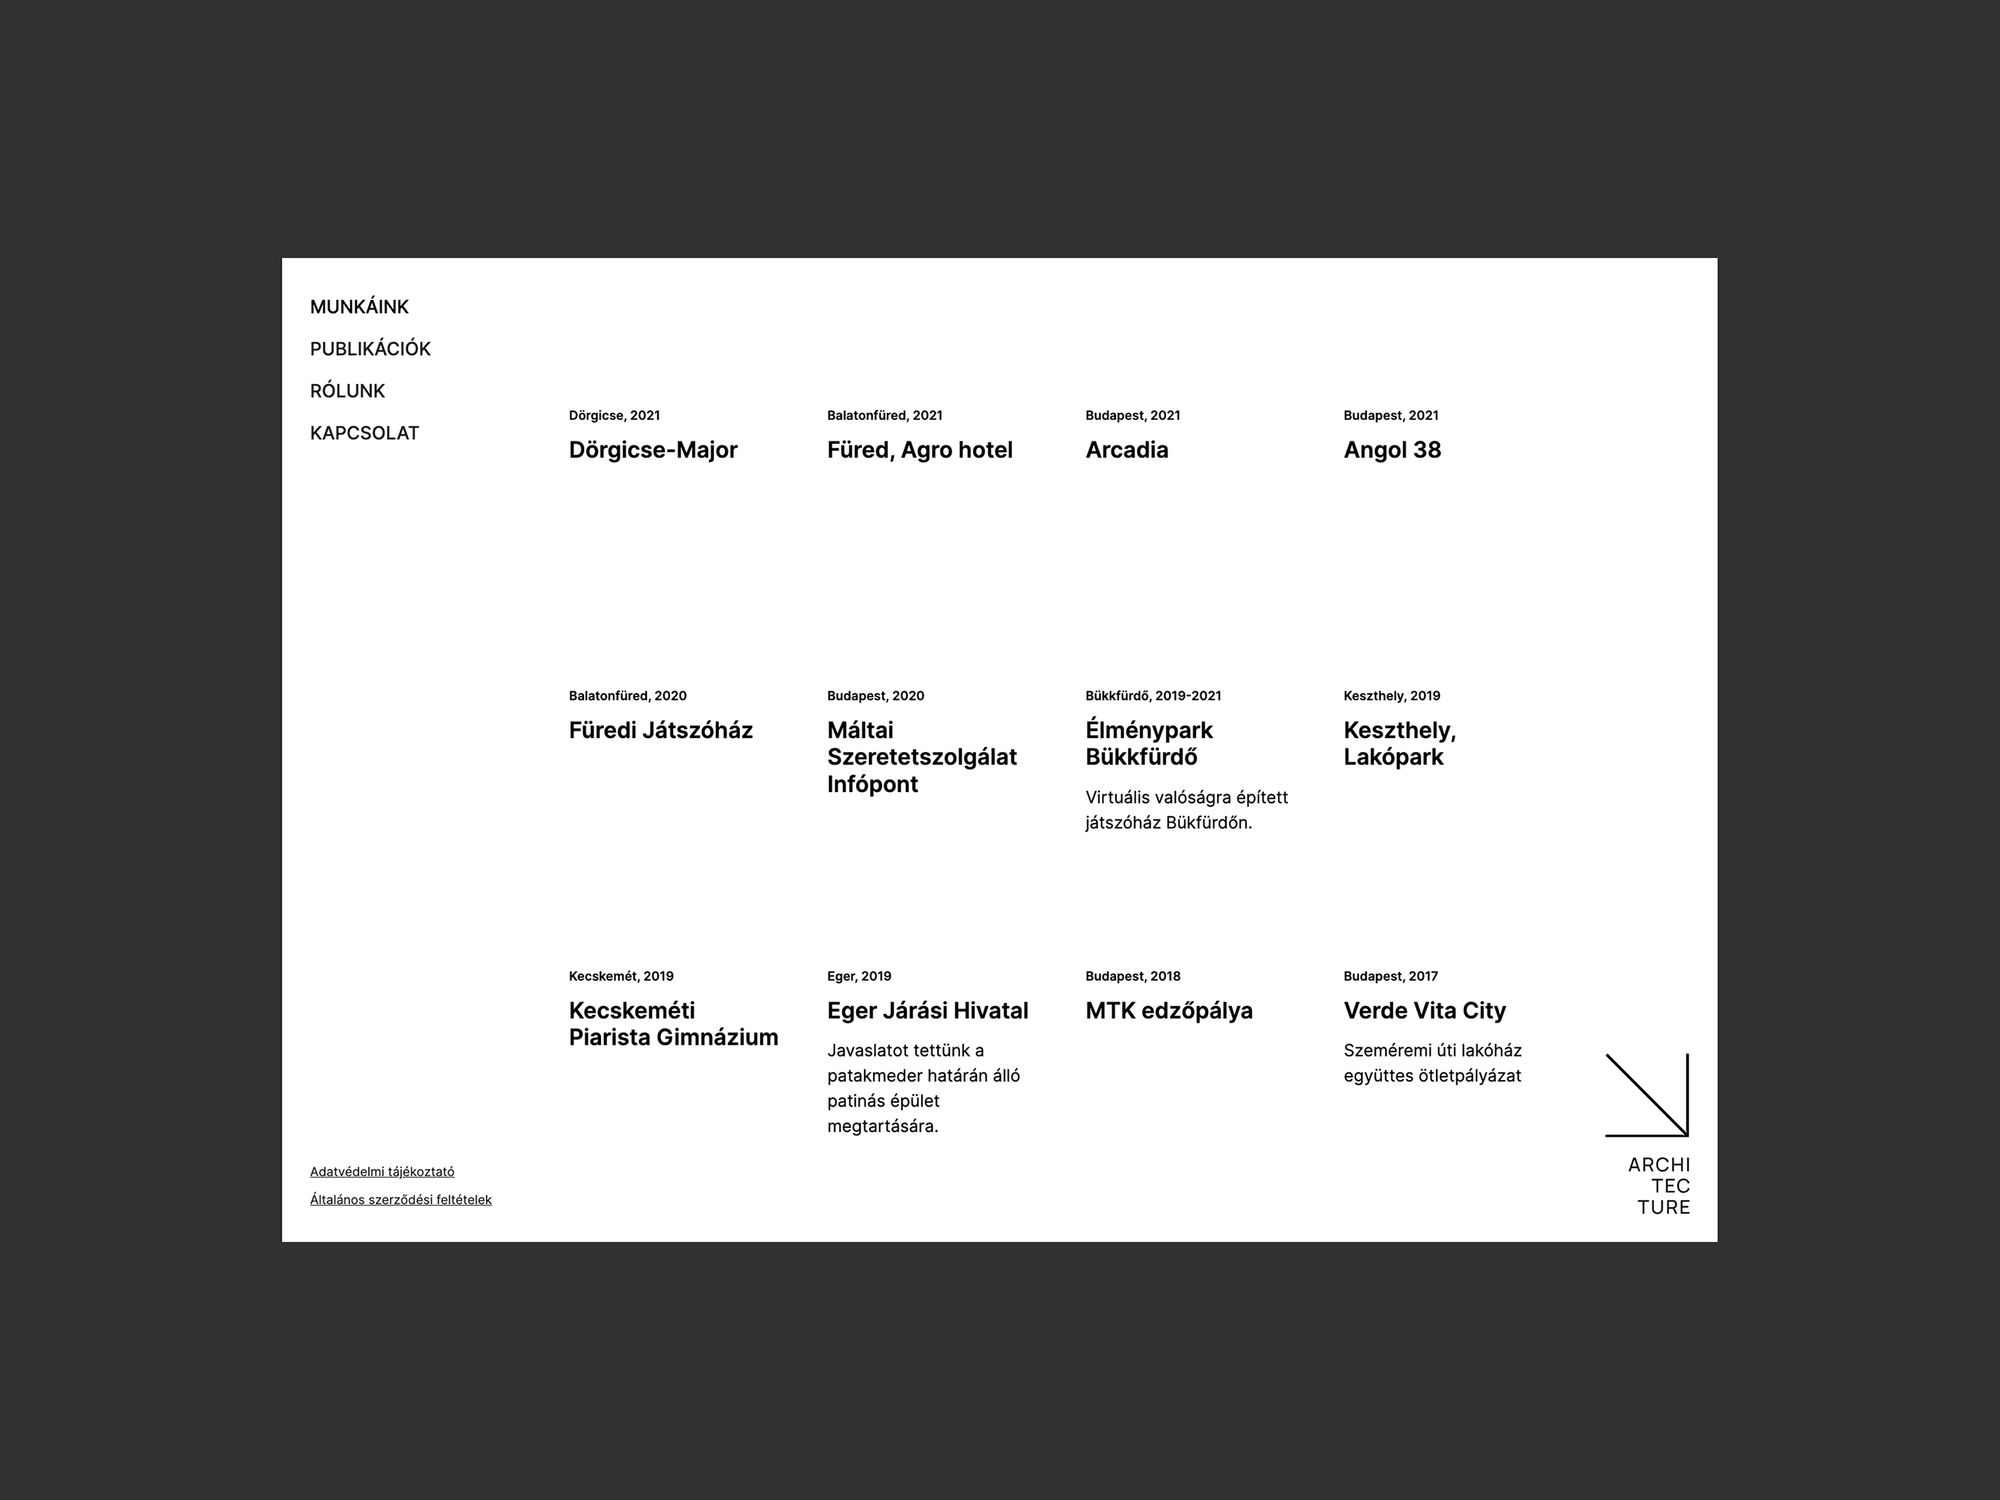 MUNKÁINK
PUBLIKÁCIÓK
RÓLUNK
KAPCSOLAT
Dörgicse, 2021
Dörgicse-Major
Balatonfüred, 2021
Füred, Agro hotel
Budapest, 2021
Arcadia
Budapest, 2021
Angol 38
Balatonfüred, 2020
Füredi Játszóház
Budapest, 2020
Máltai
Szeretetszolgálat
Infópont
Bükkfürdő, 2019-2021
Élménypark
Bükkfürdő
Virtuális valóságra épített
játszóház Bükfürdőn.
Keszthely, 2019
Keszthely,
Lakópark
Kecskemét, 2019
Kecskeméti
Piarista Gimnázium
Eger, 2019
Eger Járási Hivatal
Javaslatot tettünk a
patakmeder határán álló
patinás épület
megtartására.
Budapest, 2018
MTK edzőpálya
Budapest, 2017
Verde Vita City
Szeméremi úti lakóház
együttes ötletpályázat
Adatvédelmi tájékoztató
Általános szerződési feltételek
ARCHI
TEC
TURE